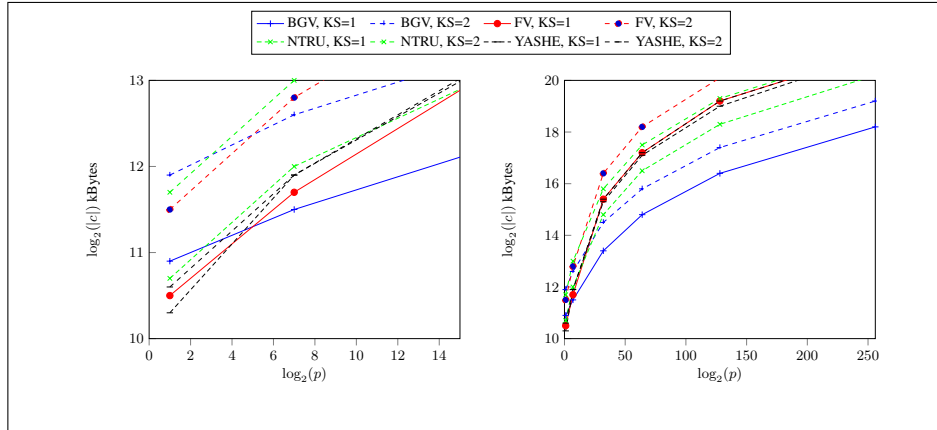 BGV, KS=1 BGV, KS=2 FV, KS=1 FV, KS=2
NTRU, KS=1 NTRU, KS=2 YASHE, KS=1 YASHE, KS=2
13
12
11
10
log₂(|c|) kBytes
0 2 4 6 8 10 12 14
log₂(p)
20
18
16
14
12
10
log₂(|c|) kBytes
0 50 100 150 200 250
log₂(p)